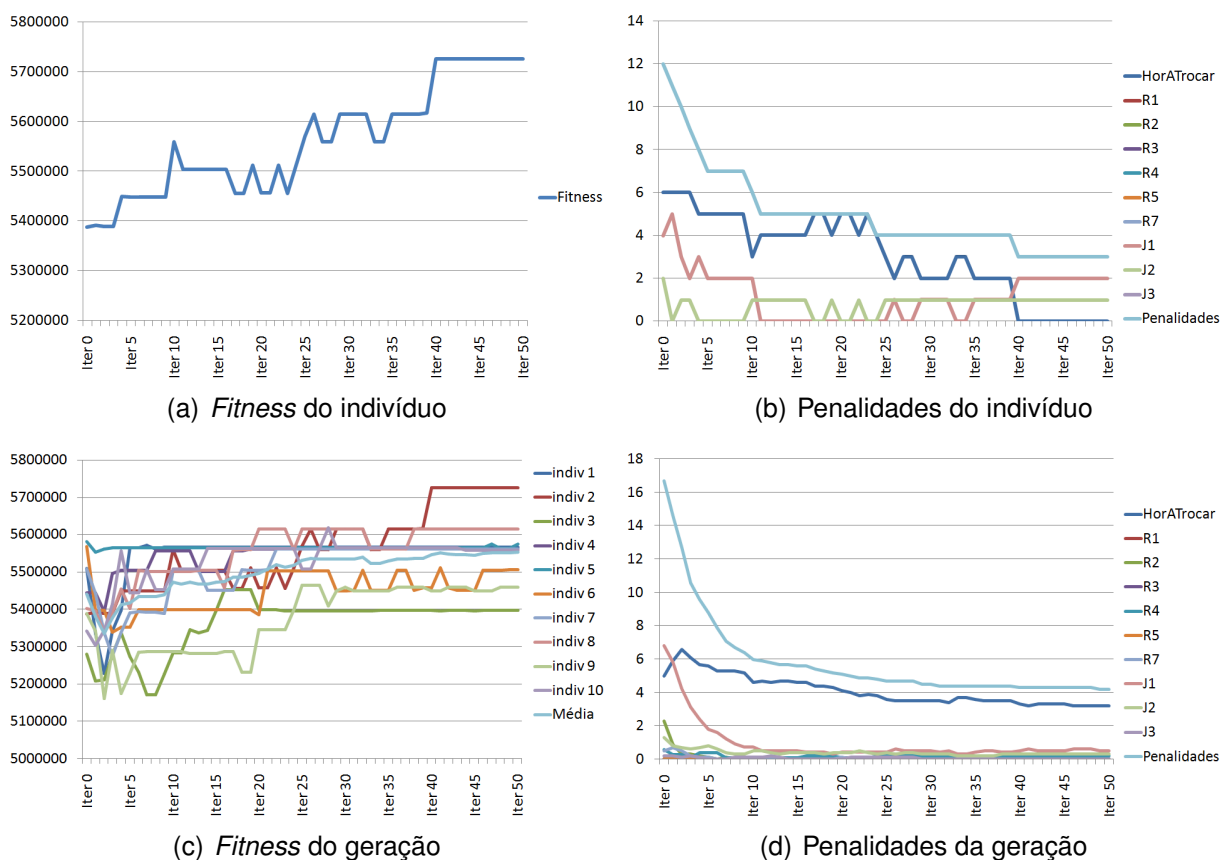 5800000
5700000
5600000
5500000
5400000
5300000
5200000
Iter 0
Iter 5
Iter 10
Iter 15
Iter 20
Iter 25
Iter 30
Iter 35
Iter 40
Iter 45
Iter 50
Fitness
(a) Fitness do indivíduo
14
12
10
8
6
4
2
0
Iter 0
Iter 5
Iter 10
Iter 15
Iter 20
Iter 25
Iter 30
Iter 35
Iter 40
Iter 45
Iter 50
HorATrocar
R1
R2
R3
R4
R5
R7
J1
J2
J3
Penalidades
(b) Penalidades do indivíduo
5800000
5700000
5600000
5500000
5400000
5300000
5200000
5100000
5000000
Iter 0
Iter 5
Iter 10
Iter 15
Iter 20
Iter 25
Iter 30
Iter 35
Iter 40
Iter 45
Iter 50
indiv 1
indiv 2
indiv 3
indiv 4
indiv 5
indiv 6
indiv 7
indiv 8
indiv 9
indiv 10
Média
(c) Fitness do geração
18
16
14
12
10
8
6
4
2
0
Iter 0
Iter 5
Iter 10
Iter 15
Iter 20
Iter 25
Iter 30
Iter 35
Iter 40
Iter 45
Iter 50
HorATrocar
R1
R2
R3
R4
R5
R7
J1
J2
J3
Penalidades
(d) Penalidades da geração